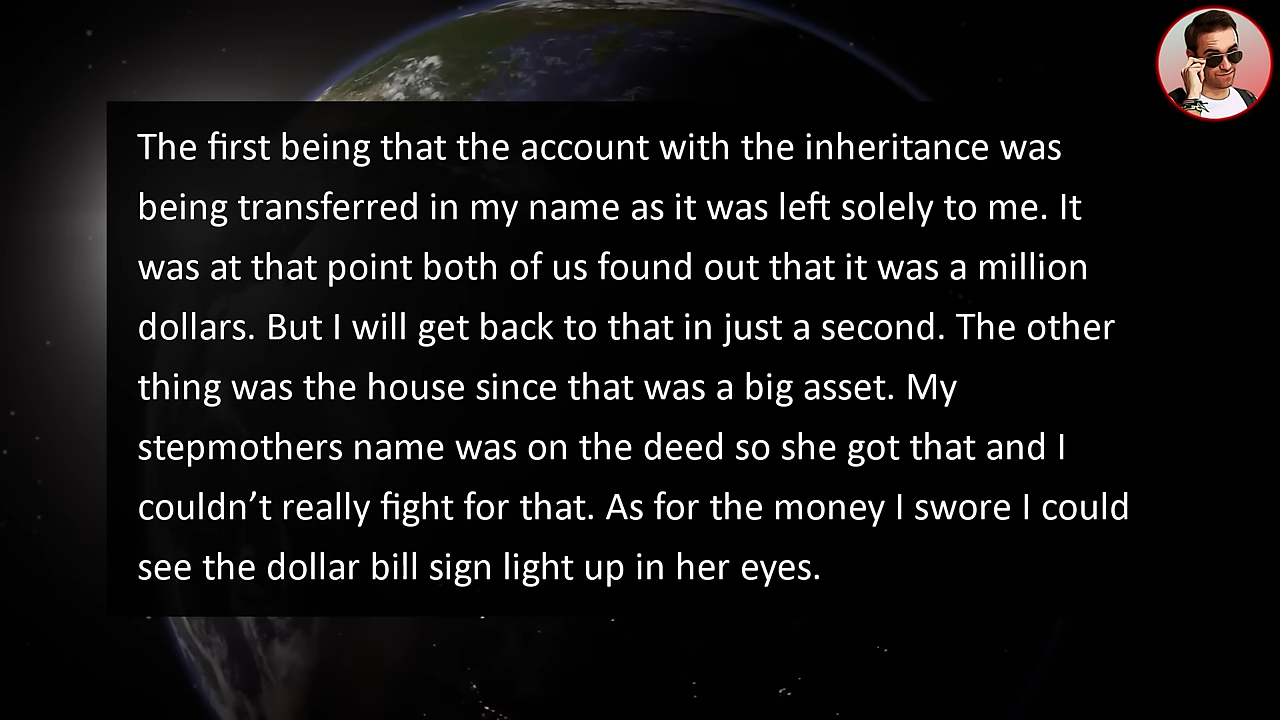 The first being that the account with the inheritance was
being transferred in my name as it was left solely to me. It
was at that point both of us found out that it was a million
dollars. But I will get back to that in just a second. The other
thing was the house since that was a big asset. My
stepmothers name was on the deed so she got that and I
couldn’t really fight for that. As for the money I swore I could
see the dollar bill sign light up in her eyes.